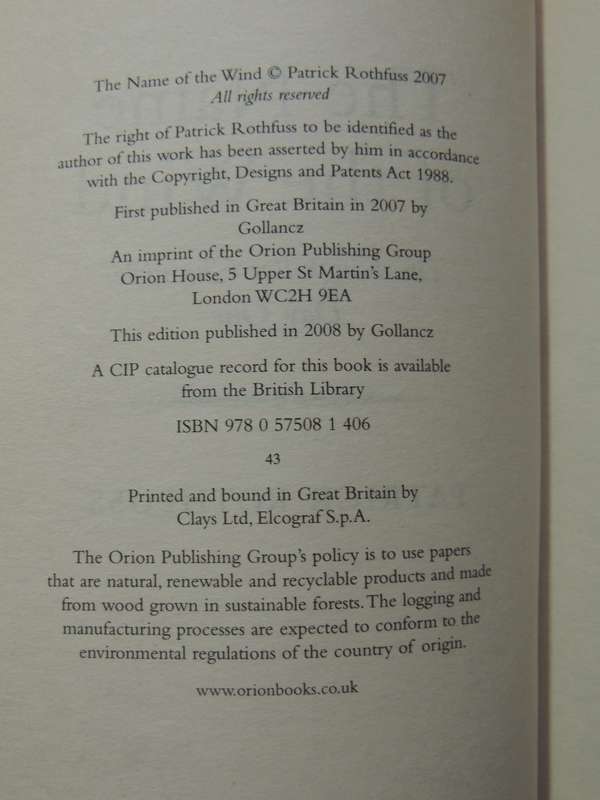 The Name of the Wind © Patrick Rothfuss 2007
All rights reserved
The right of Patrick Rothfuss to be identified as the
author of this work has been asserted by him in accordance
with the Copyright, Designs and Patents Act 1988.
First published in Great Britain in 2007 by
Gollancz
An imprint of the Orion Publishing Group
Orion House, 5 Upper St Martin's Lane,
London WC2H 9EA
This edition published in 2008 by Gollancz
A CIP catalogue record for this book is available
from the British Library
ISBN 978 0 57508 1 406
43
Printed and bound in Great Britain by
Clays Ltd, Elcograf S.p.A.
The Orion Publishing Group's policy is to use papers
that are natural, renewable and recyclable products and made
from wood grown in sustainable forests. The logging and
manufacturing processes are expected to conform to the
environmental regulations of the country of origin.
www.orionbooks.co.uk